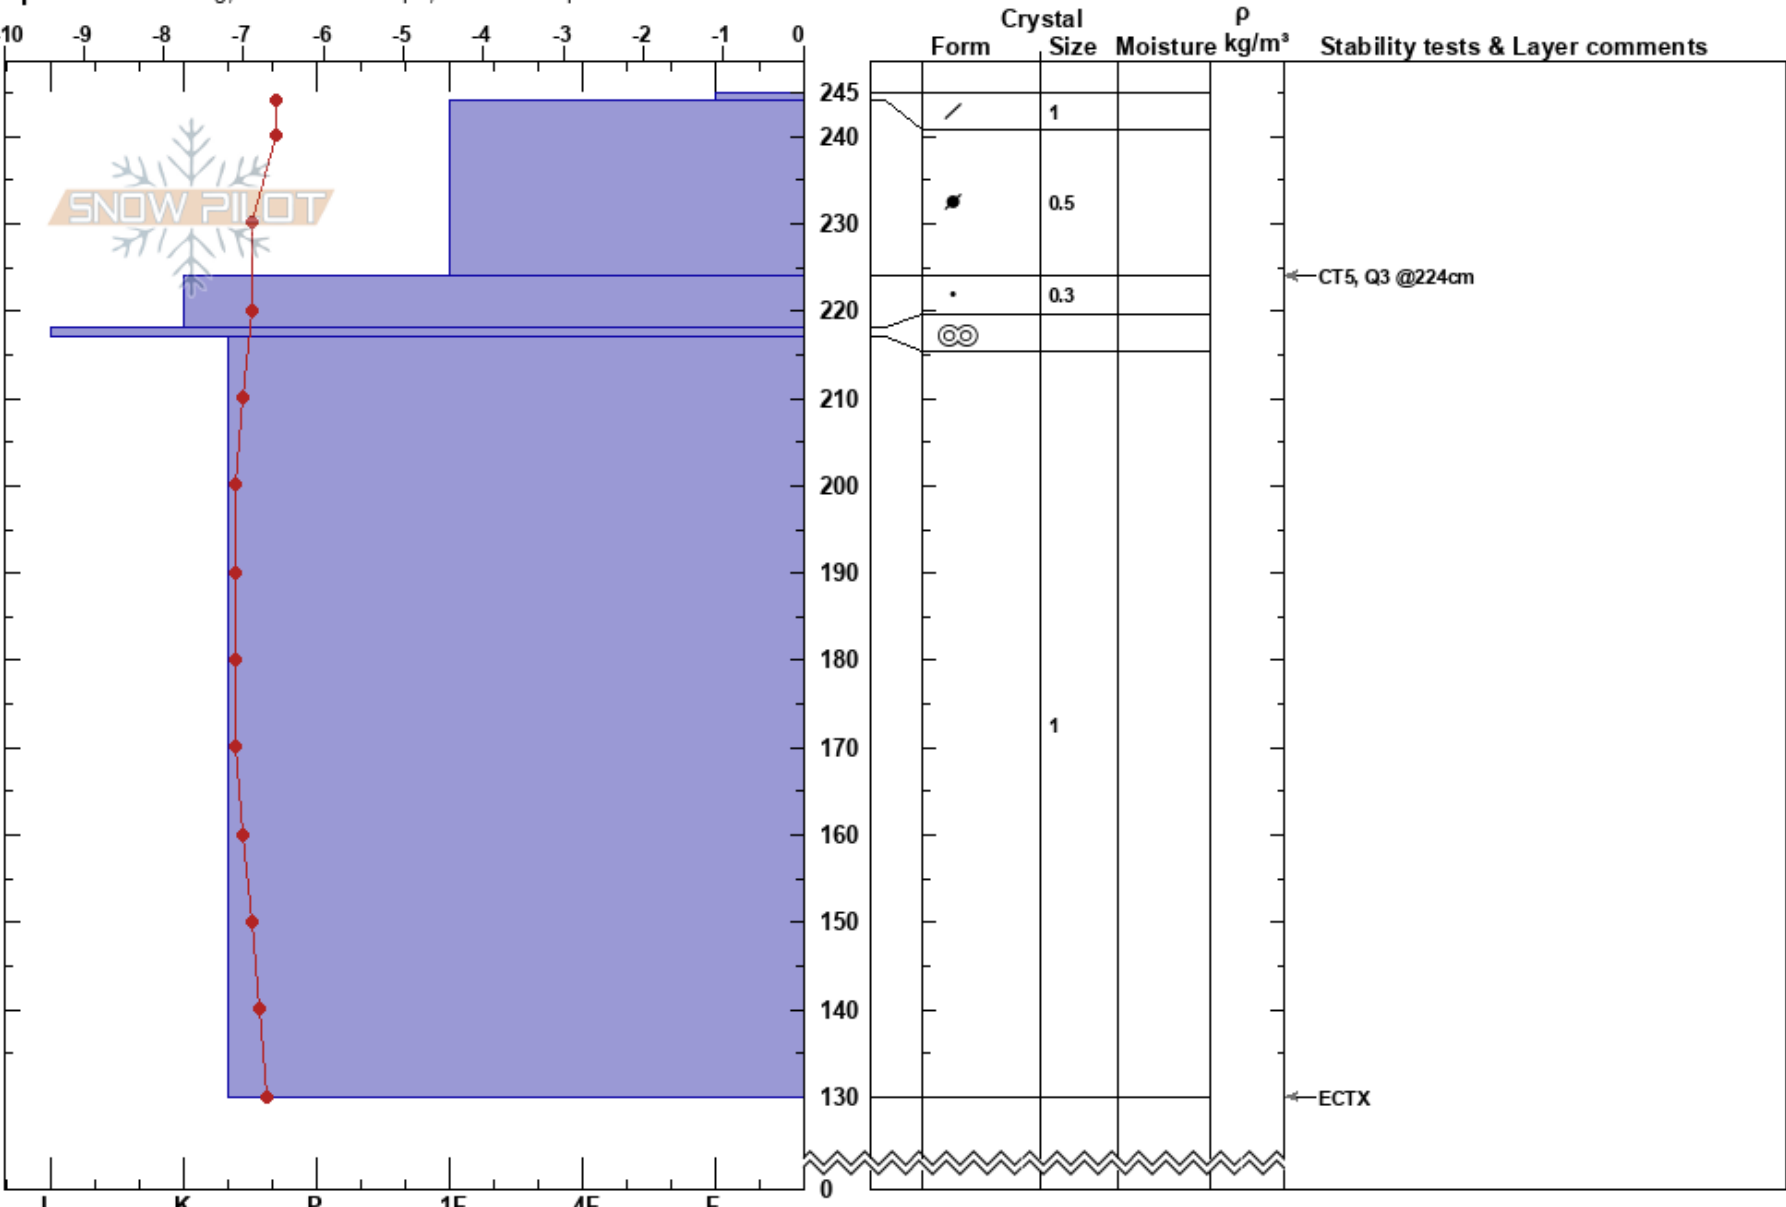 Crystal ρ
-10 -9 -8 -7 -6 -5 -4 -3 -2 -1 0
Form Size Moisture kg/m³ Stability tests & Layer comments
245
1
240
SNOW PILOT
0.5
230
CT5, Q3 @224cm
0.3
220
210
200
190
180
1
170
160
150
140
130 ECTX
0
I K P 1F 4F F